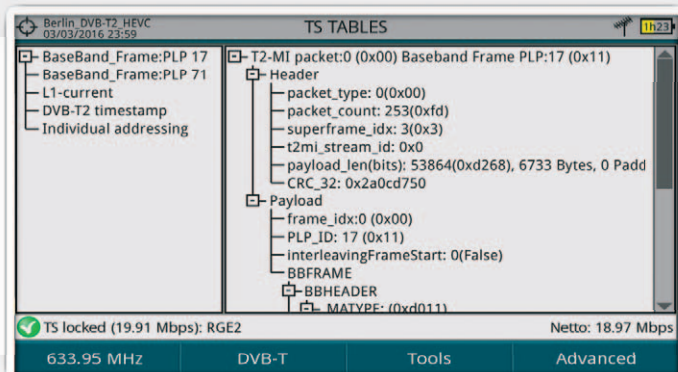 Berlin_DVB-T2_HEVC
03/03/2016 23:59
TS TABLES
1h23
BaseBand_Frame:PLP 17
BaseBand_Frame:PLP 71
L1-current
DVB-T2 timestamp
Individual addressing
T2-MI packet:0 (0x00) Baseband Frame PLP:17 (0x11)
Header
packet_type: 0(0x00)
packet_count: 253(0xfd)
superframe_idx: 3(0x3)
t2mi_stream_id: 0x0
payload_len(bits): 53864(0xd268), 6733 Bytes, 0 Padd
CRC_32: 0x2a0cd750
Payload
frame_idx:0 (0x00)
PLP_ID: 17 (0x11)
interleavingFrameStart: 0(False)
BBFRAME
BBHEADER
MATYPE: (0xd011)
TS locked (19.91 Mbps): RGE2
Netto: 18.97 Mbps
633.95 MHz
DVB-T
Tools
Advanced